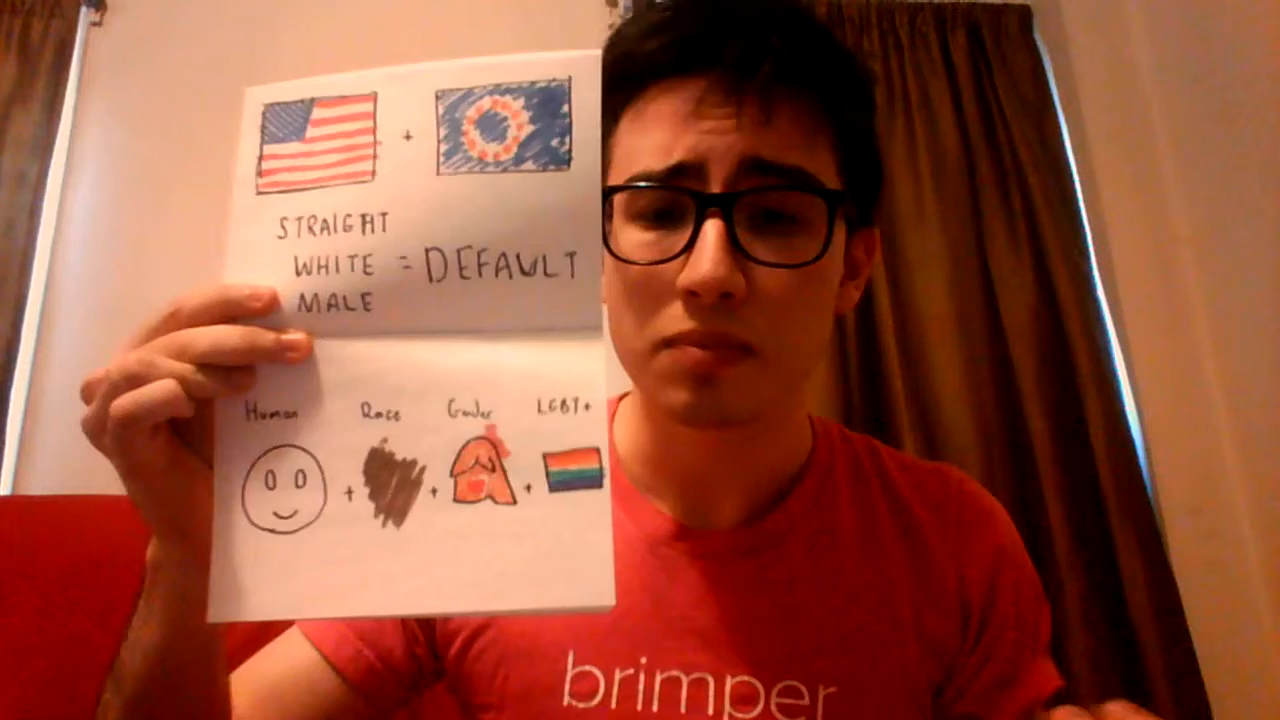 +
STRAIGHT
WHITE = DEFAULT
MALE
Human Race Gender LGBT+
+ + +
brimper